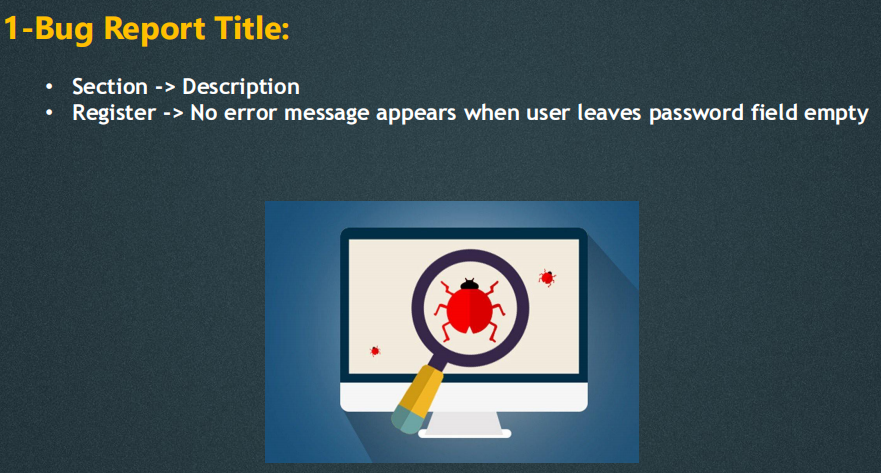 1-Bug Report Title:
• Section -> Description
• Register -> No error message appears when user leaves password field empty